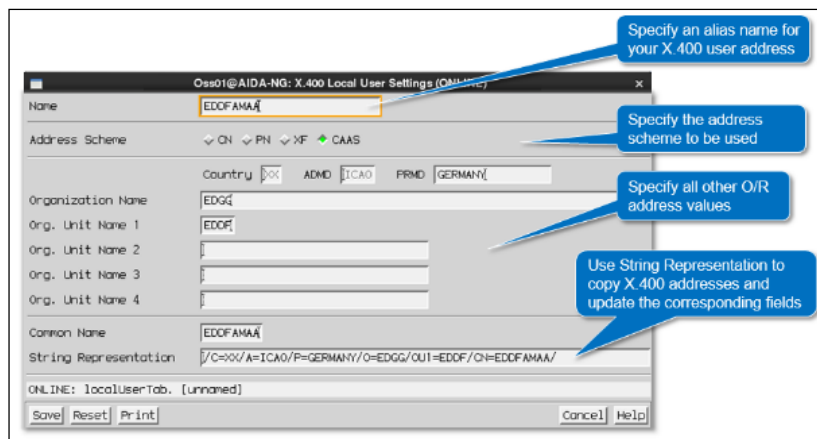 Specify an alias name for
your X.400 user address
Oss01@AIDA-NG: X.400 Local User Settings (ONLINE)
Name EDDFAMAA
Address Scheme CN PN XF CAAS
Specify the address
scheme to be used
Country XX ADMD ICAO PRMD GERMANY
Organization Name EDGG
Specify all other O/R
address values
Org. Unit Name 1 EDDF
Org. Unit Name 2
Org. Unit Name 3
Org. Unit Name 4
Use String Representation to
copy X.400 addresses and
update the corresponding fields
Common Name EDDFAMAA
String Representation /C=XX/A=ICAO/P=GERMANY/O=EDGG/OU1=EDDF/CN=EDDFAMAA/
ONLINE: localUserTab. [unnamed]
Save Reset Print Cancel Help